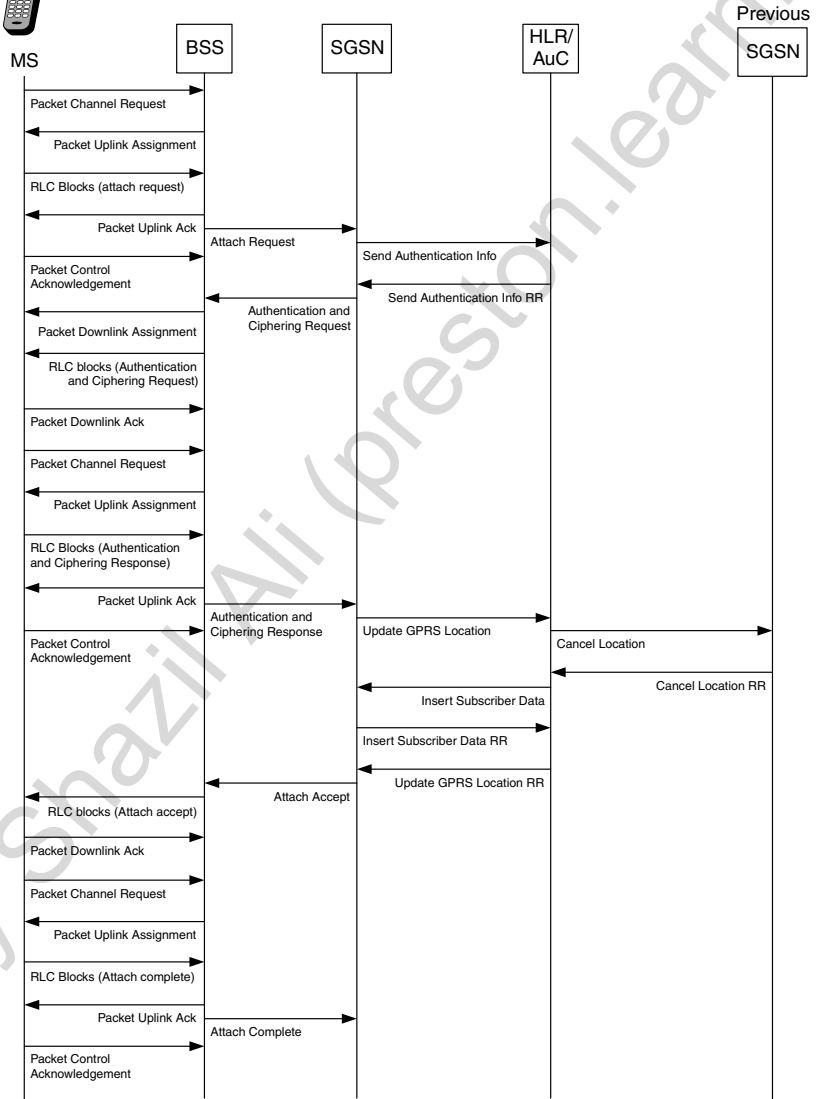 Previous
MS
BSS
SGSN
HLR/
AuC
SGSN
Packet Channel Request
Packet Uplink Assignment
RLC Blocks (attach request)
Packet Uplink Ack
Attach Request
Send Authentication Info
Packet Control
Acknowledgement
Send Authentication Info RR
Authentication and
Ciphering Request
Packet Downlink Assignment
RLC blocks (Authentication
and Ciphering Request)
Packet Downlink Ack
Packet Channel Request
Packet Uplink Assignment
RLC Blocks (Authentication
and Ciphering Response)
Packet Uplink Ack
Authentication and
Ciphering Response
Update GPRS Location
Cancel Location
Packet Control
Acknowledgement
Cancel Location RR
Insert Subscriber Data
Insert Subscriber Data RR
Update GPRS Location RR
Attach Accept
RLC blocks (Attach accept)
Packet Downlink Ack
Packet Channel Request
Packet Uplink Assignment
RLC Blocks (Attach complete)
Packet Uplink Ack
Attach Complete
Packet Control
Acknowledgement
y Shazil Ali (preston.learn